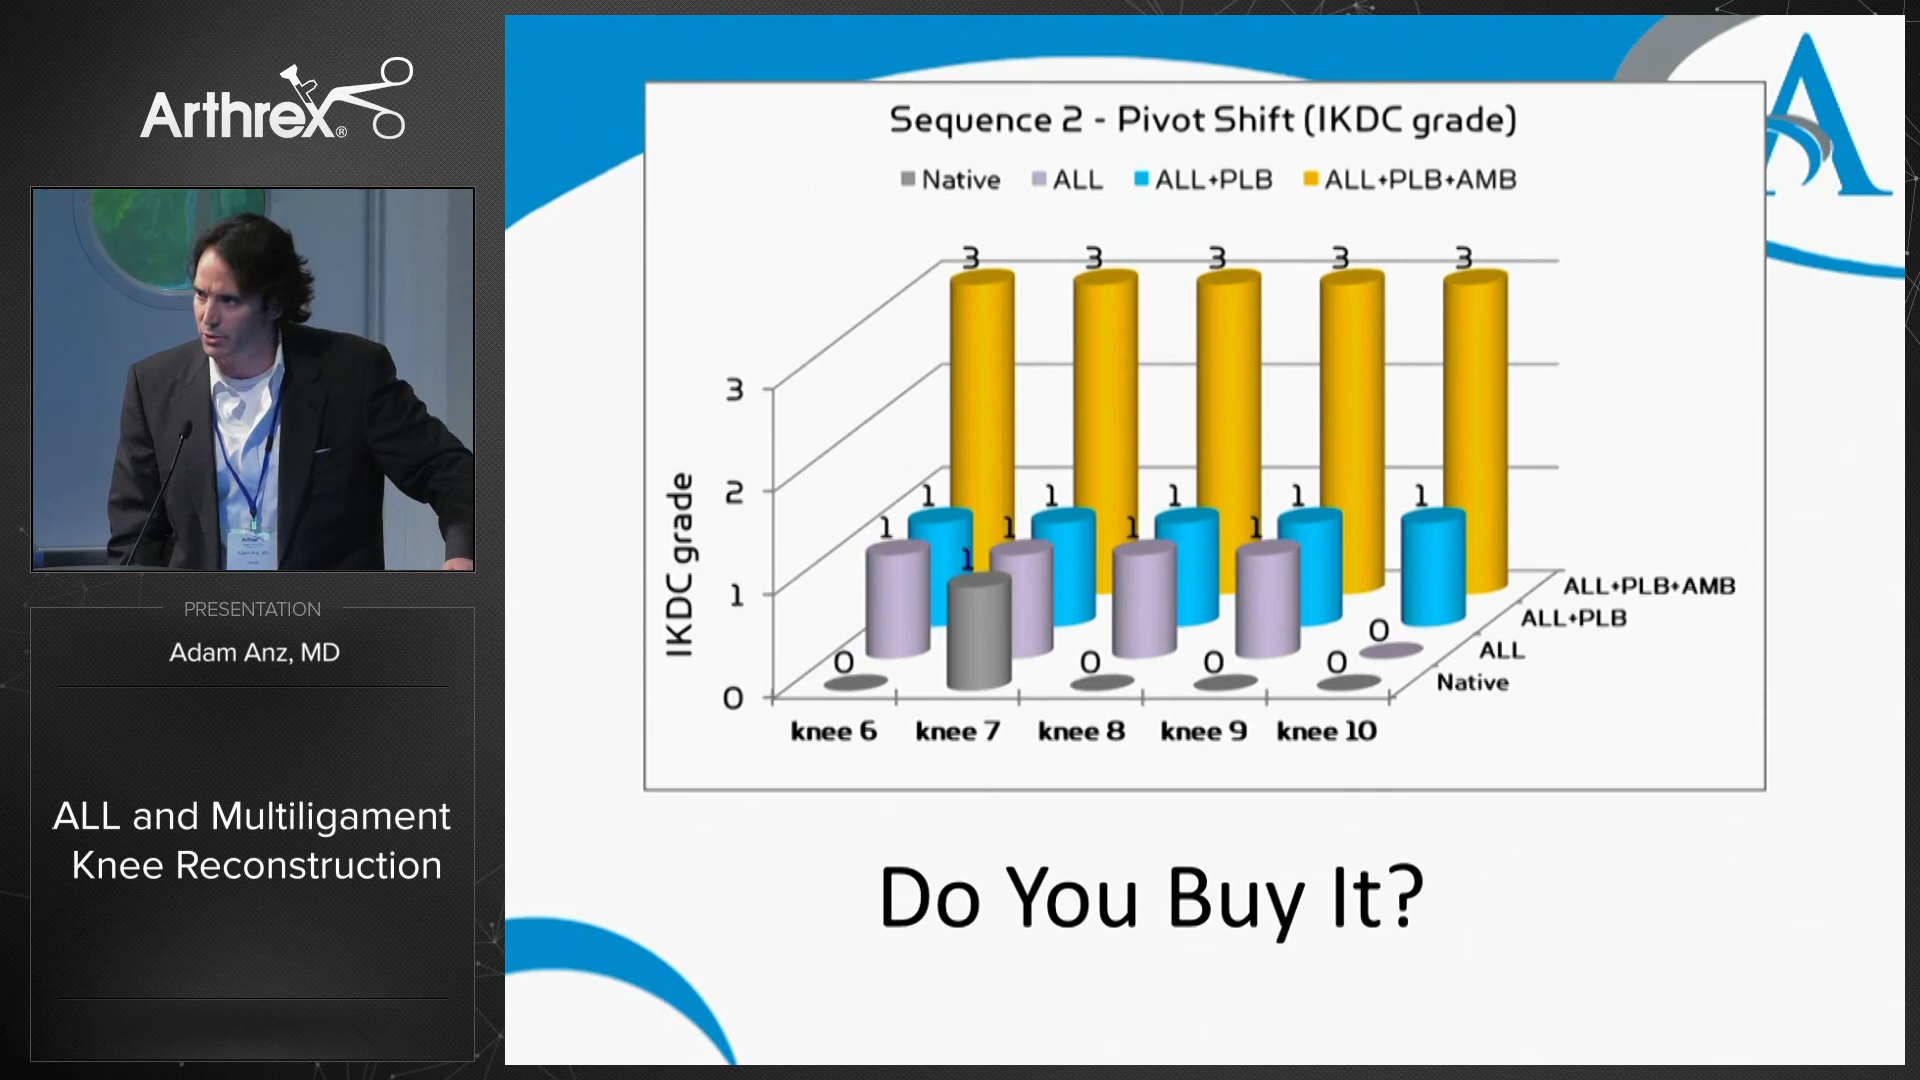 Arthrex®
PRESENTATION
Adam Anz, MD
ALL and Multiligament
Knee Reconstruction
Sequence 2 - Pivot Shift (IKDC grade)
Native ALL ALL+PLB ALL+PLB+AMB
3 3 3 3 3
3
2
1
0
IKDC grade
1 1 1 1 1
1 1 1 1 0
0 1 0 0 0
ALL+PLB+AMB
ALL+PLB
ALL
Native
knee 6 knee 7 knee 8 knee 9 knee 10
Do You Buy It?
A